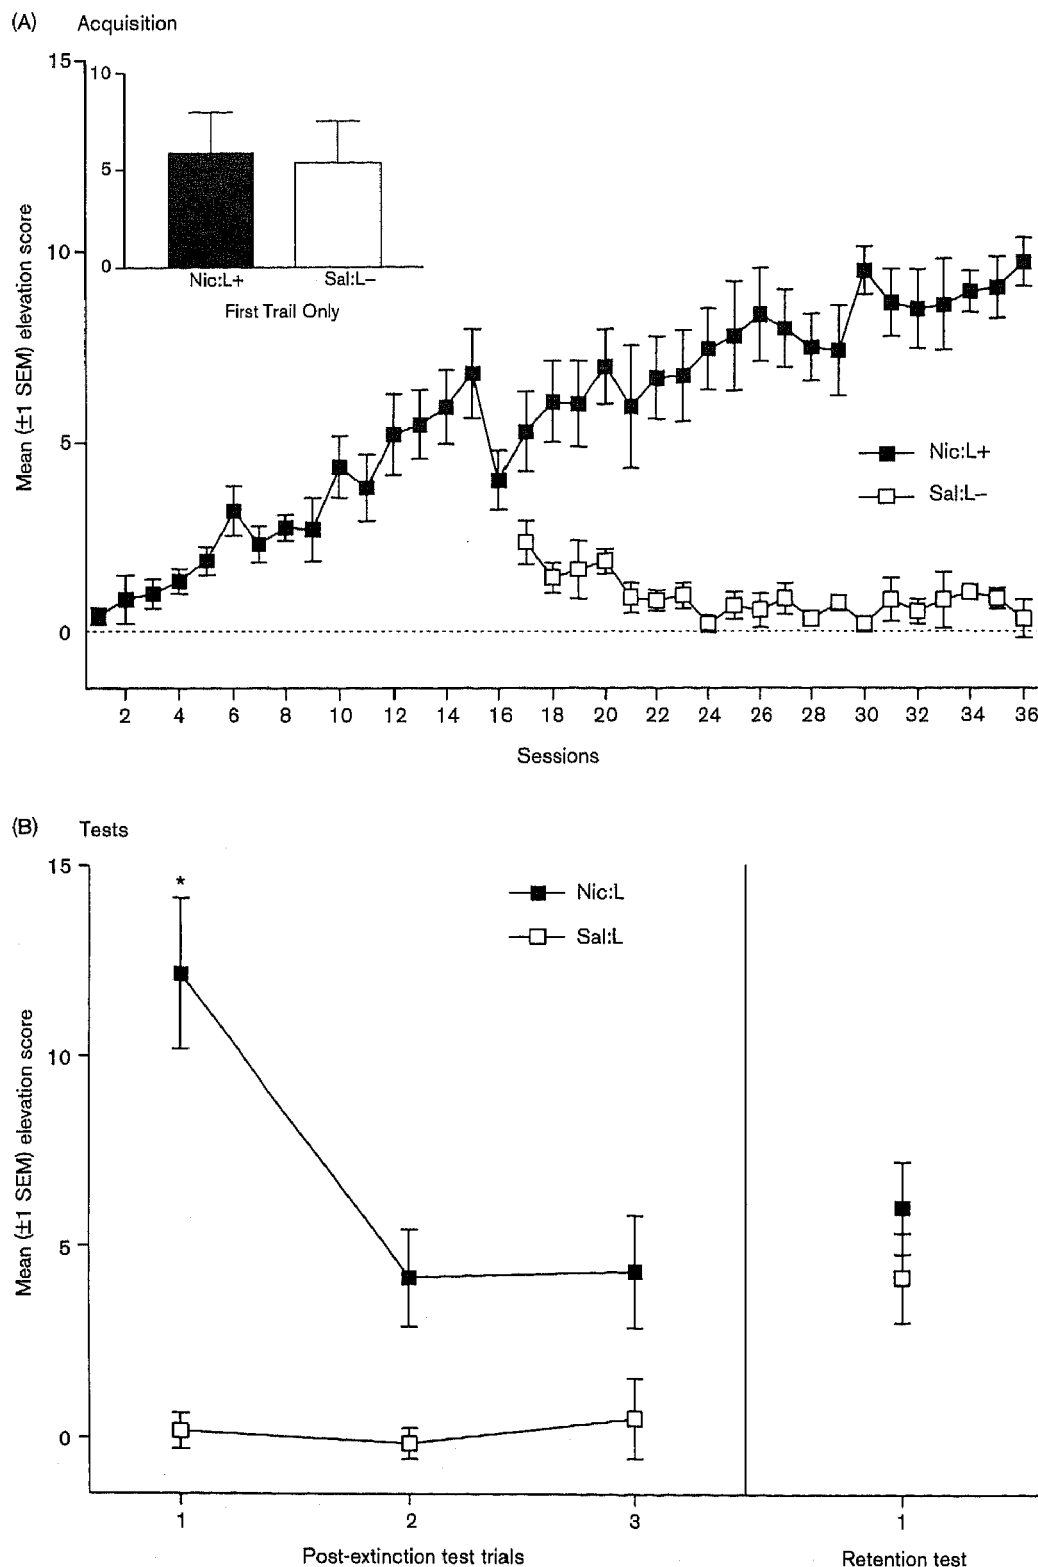 (A) Acquisition
15
10
5
0
Mean (±1 SEM) elevation score
10
5
0
Nic:L+ Sal:L–
First Trail Only
Nic:L+
Sal:L–
2 4 6 8 10 12 14 16 18 20 22 24 26 28 30 32 34 36
Sessions
(B) Tests
15
10
5
0
Mean (±1 SEM) elevation score
*
Nic:L
Sal:L
1 2 3 1
Post-extinction test trials Retention test